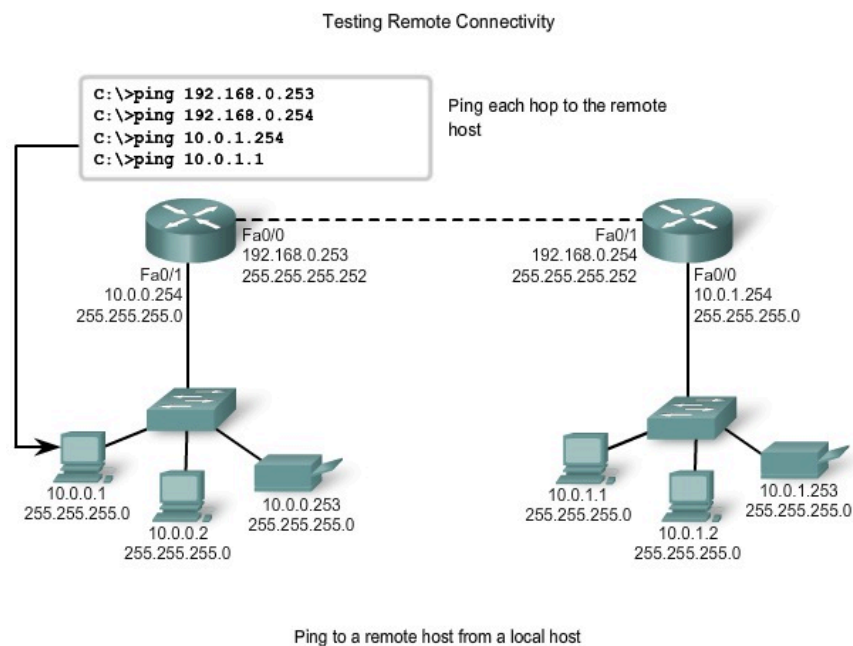 Testing Remote Connectivity
C:\>ping 192.168.0.253
C:\>ping 192.168.0.254
C:\>ping 10.0.1.254
C:\>ping 10.0.1.1
Ping each hop to the remote
host
Fa0/0
192.168.0.253
255.255.255.252
Fa0/1
10.0.0.254
255.255.255.0
Fa0/1
192.168.0.254
255.255.255.252
Fa0/0
10.0.1.254
255.255.255.0
10.0.0.1
255.255.255.0
10.0.0.2
255.255.255.0
10.0.0.253
255.255.255.0
10.0.1.1
255.255.255.0
10.0.1.2
255.255.255.0
10.0.1.253
255.255.255.0
Ping to a remote host from a local host